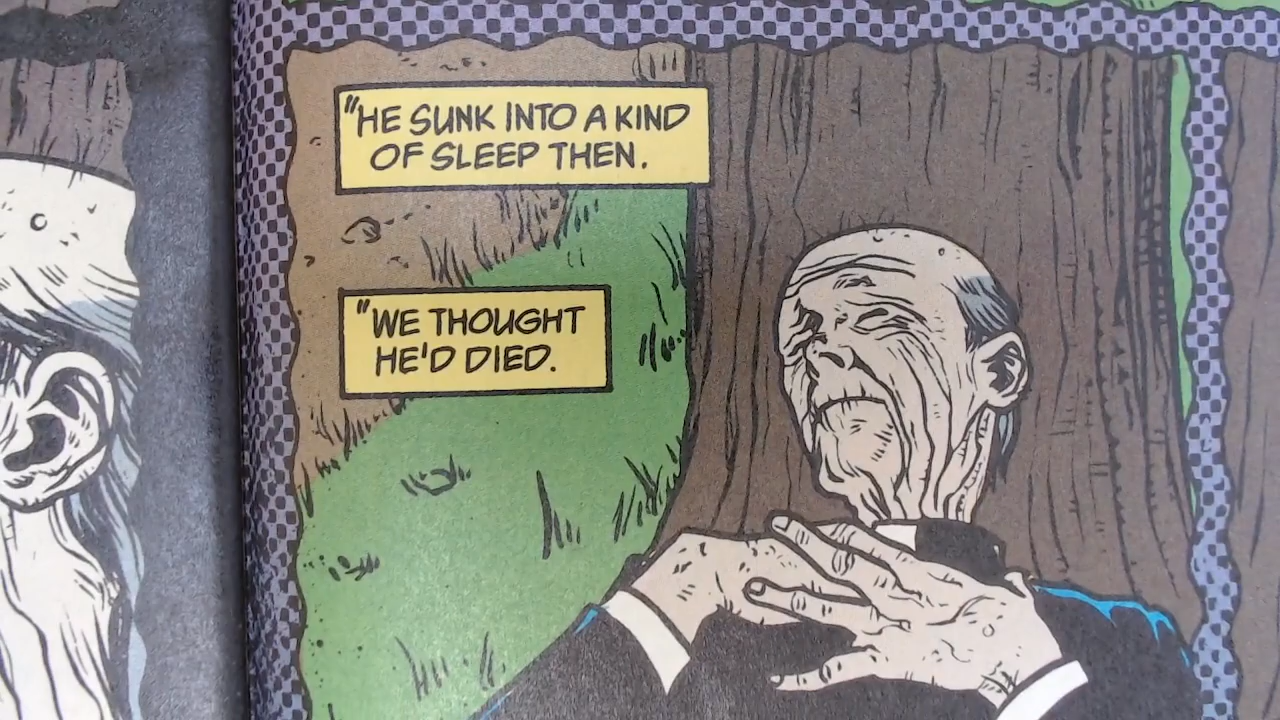 "HE SUNK INTO A KIND
OF SLEEP THEN.
"WE THOUGHT
HE'D DIED.